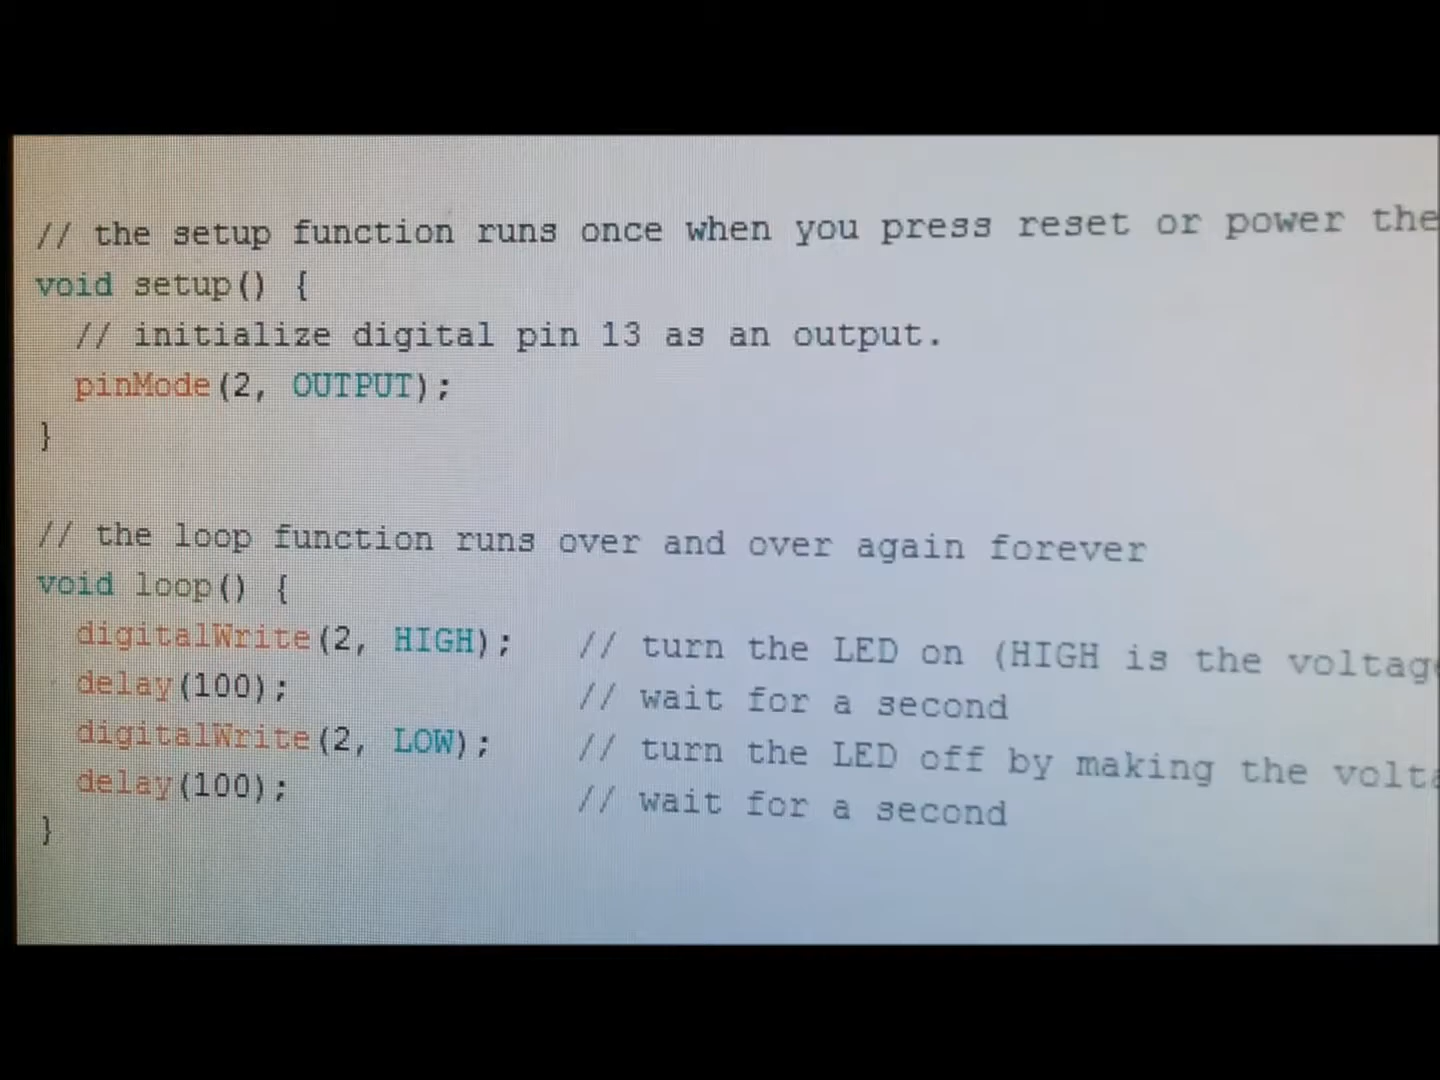 // the setup function runs once when you press reset or power the
void setup() {
  // initialize digital pin 13 as an output.
  pinMode(2, OUTPUT);
}

// the loop function runs over and over again forever
void loop() {
  digitalWrite(2, HIGH);   // turn the LED on (HIGH is the voltag
  delay(100);              // wait for a second
  digitalWrite(2, LOW);    // turn the LED off by making the volta
  delay(100);              // wait for a second
}